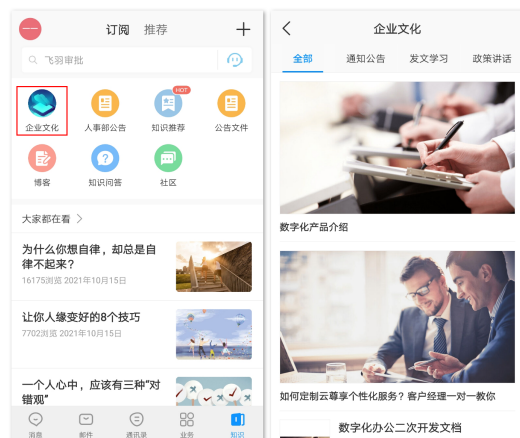 一一
订阅 推荐
飞羽审批
企业文化 人事部公告 知识推荐 公告文件
HOT
博客 知识问答 社区
大家都在看
为什么你想自律，却总是自
律不起来？
16175浏览 2021年10月15日
让你人缘变好的8个技巧
7702浏览 2021年10月15日
一个人心中，应该有三种“对
错观”
消息 邮件 通讯录 业务 知识
企业文化
全部 通知公告 发文学习 政策讲话
数字化产品介绍
如何定制云尊享个性化服务？客户经理一对一教你
数字化办公二次开发文档